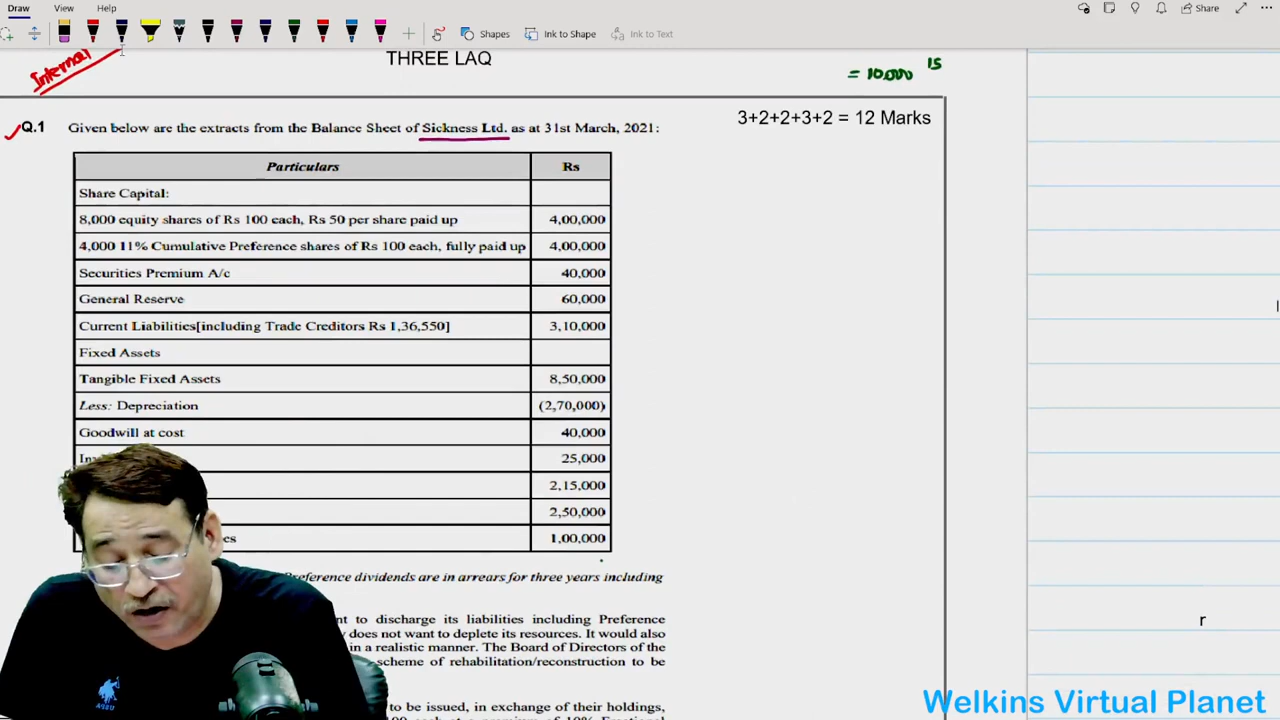 Draw View Help
Shapes Ink to Shape Ink to Text Share
Internal
THREE LAQ
= 10,000 15
3+2+2+3+2 = 12 Marks
Q.1 Given below are the extracts from the Balance Sheet of Sickness Ltd. as at 31st March, 2021:
Particulars Rs
Share Capital:
8,000 equity shares of Rs 100 each, Rs 50 per share paid up 4,00,000
4,000 11% Cumulative Preference shares of Rs 100 each, fully paid up 4,00,000
Securities Premium A/c 40,000
General Reserve 60,000
Current Liabilities[including Trade Creditors Rs 1,36,550] 3,10,000
Fixed Assets
Tangible Fixed Assets 8,50,000
Less: Depreciation (2,70,000)
Goodwill at cost 40,000
25,000
2,15,000
2,50,000
es 1,00,000
Preference dividends are in arrears for three years including
nt to discharge its liabilities including Preference
y does not want to deplete its resources. It would also
in a realistic manner. The Board of Directors of the
scheme of rehabilitation/reconstruction to be
r
to be issued, in exchange of their holdings,
100 each at a premium of 10% Fractional
Welkins Virtual Planet